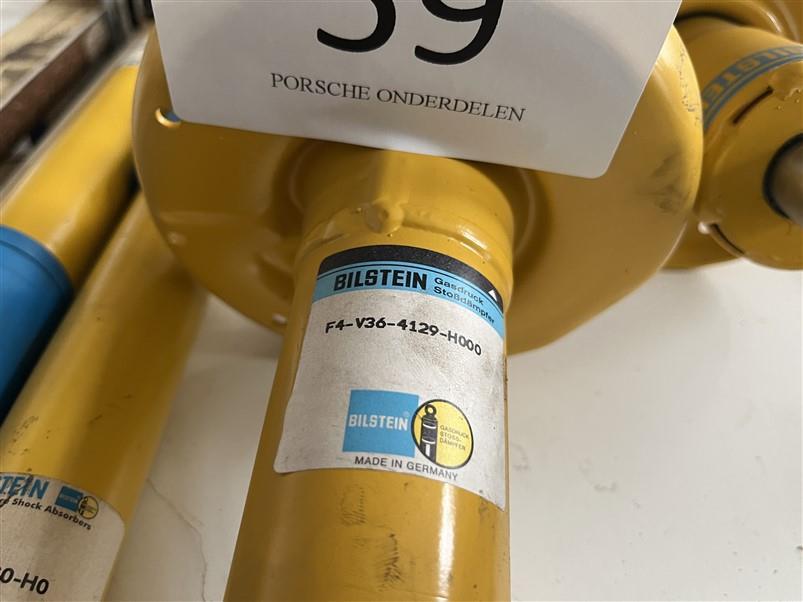 39
PORSCHE ONDERDELEN
BILSTEIN
BILSTEIN Gasdruck
Stoßdämpfer
F4-V36-4129-H000
BILSTEIN
GASDRUCK
STOSS-
DÄMPFER
MADE IN GERMANY
STEIN
Shock Absorbers
0-H0